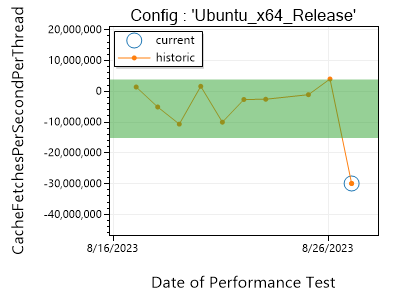 Config : 'Ubuntu_x64_Release'
CacheFetchesPerSecondPerThread
20,000,000
10,000,000
0
-10,000,000
-20,000,000
-30,000,000
-40,000,000
current
historic
8/16/2023
8/26/2023
Date of Performance Test